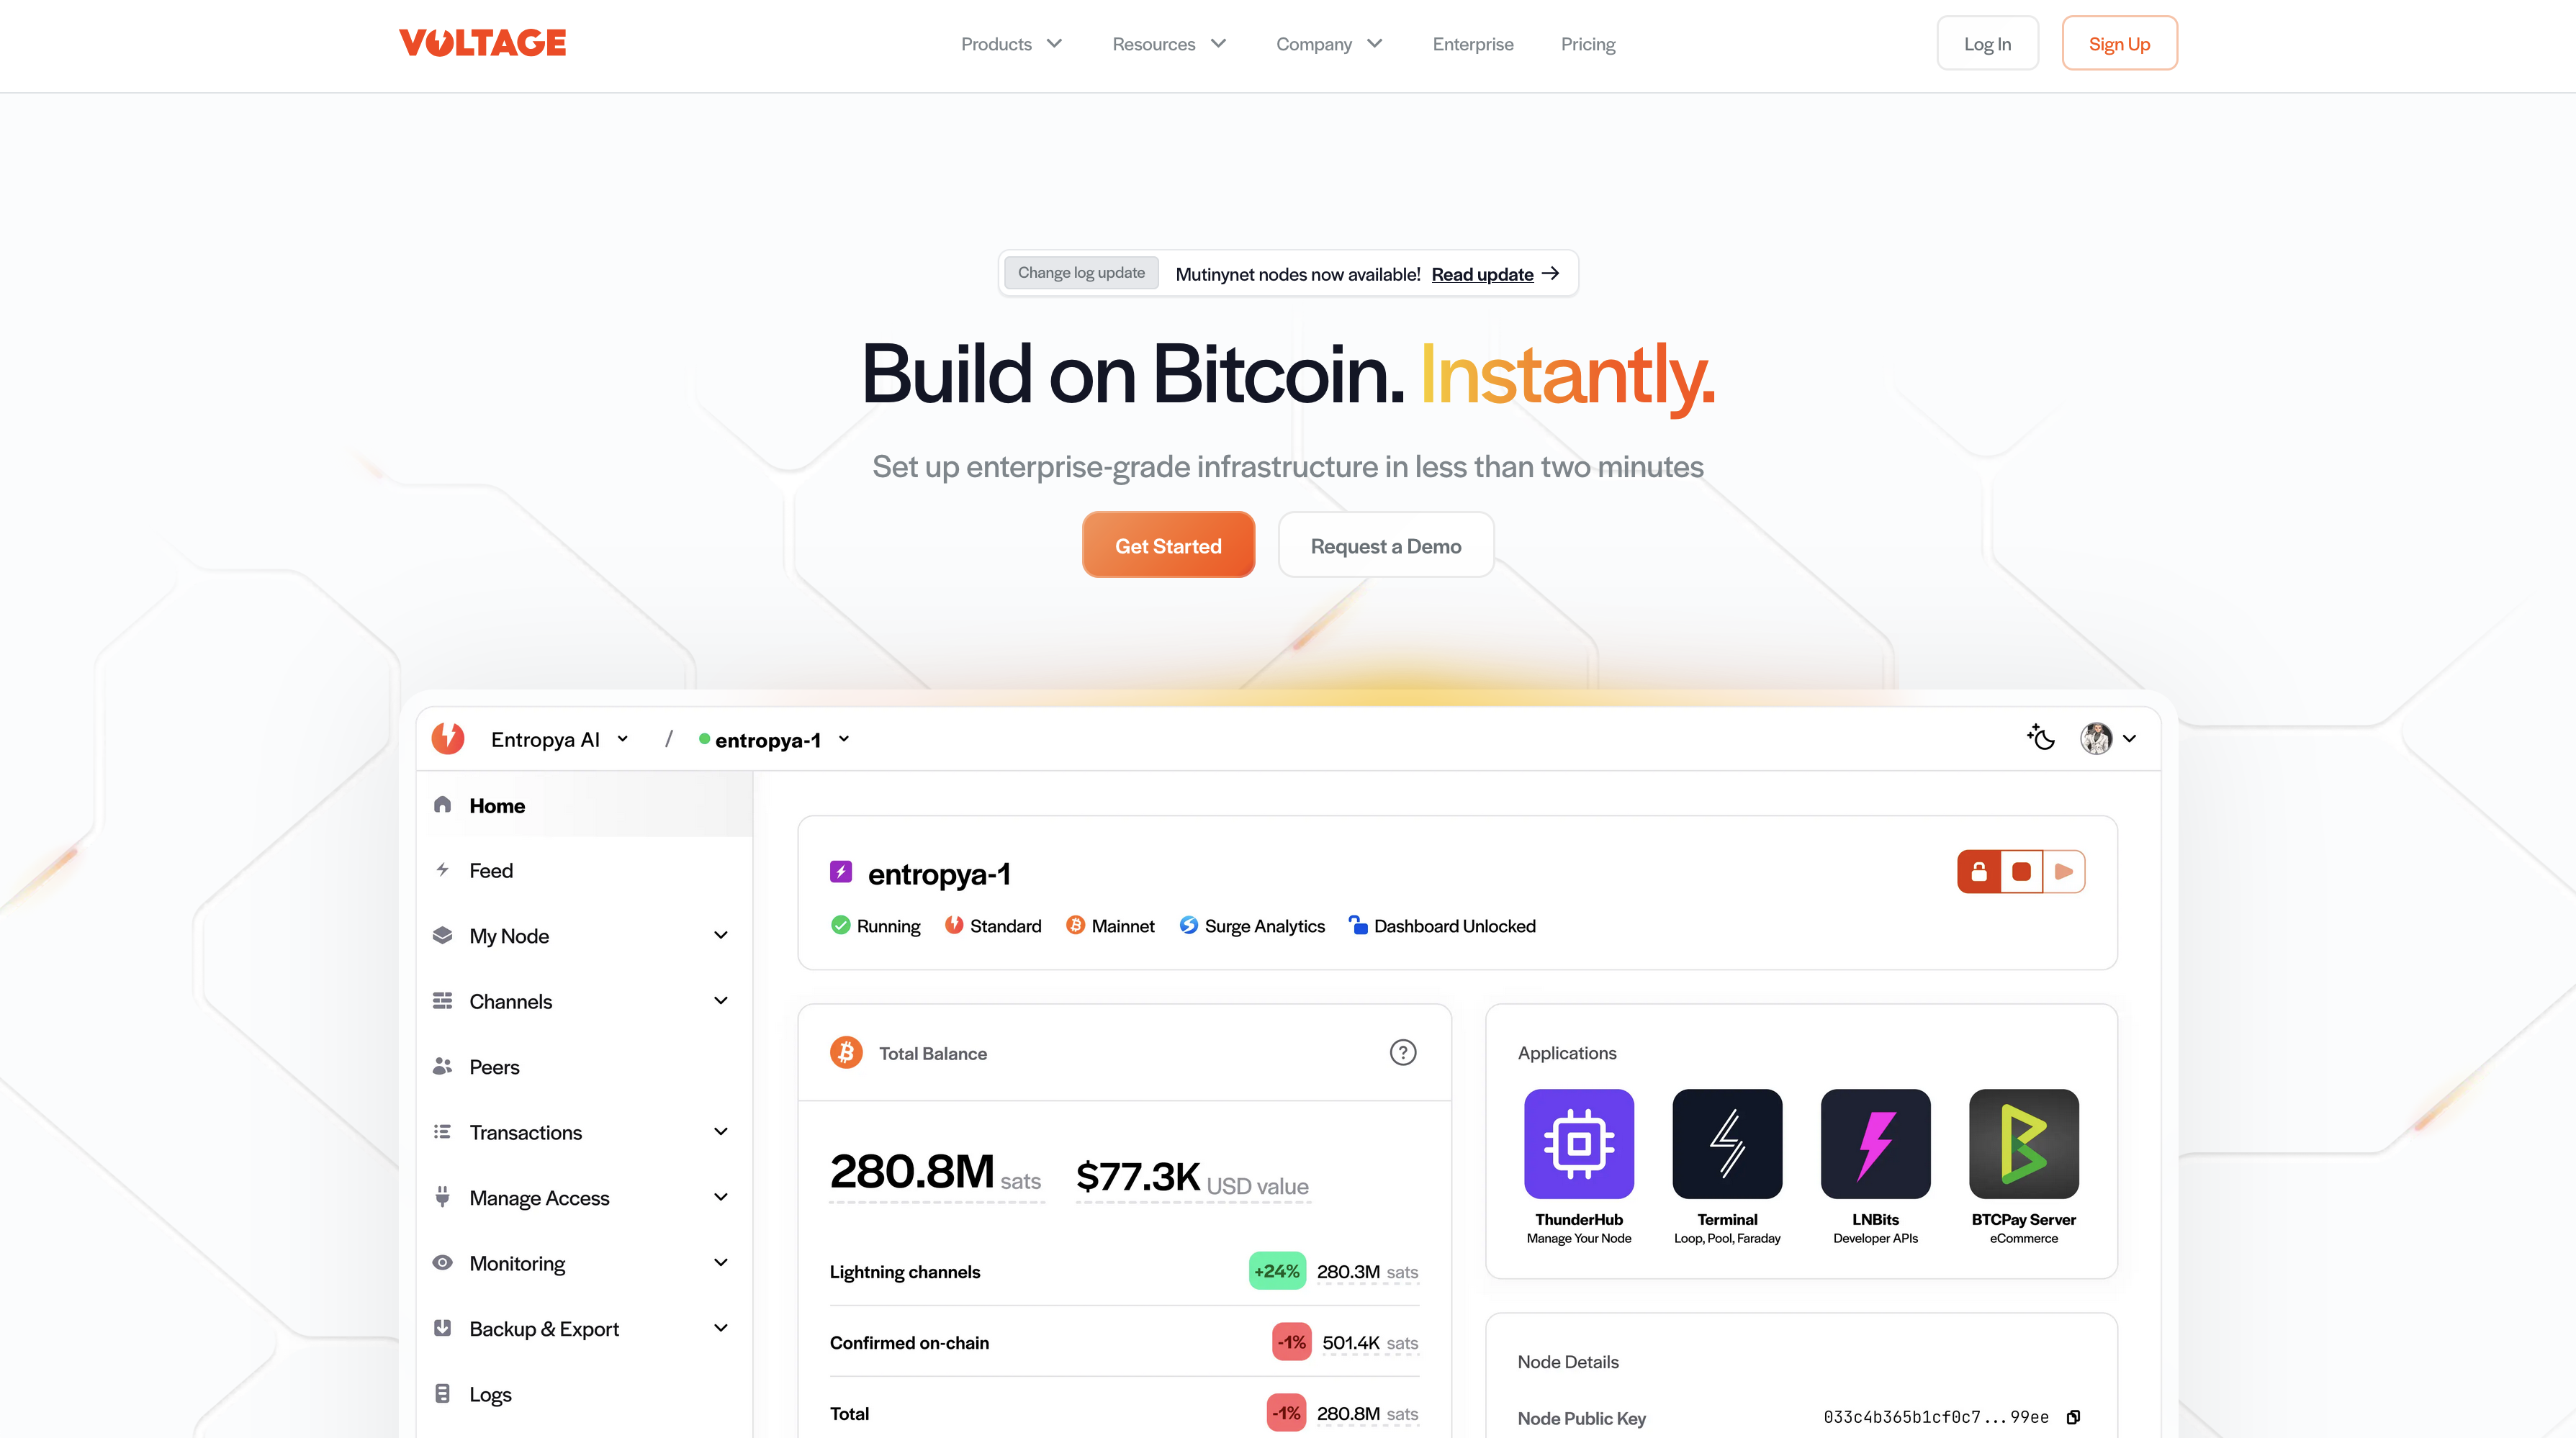 VOLTAGE
Products
Resources
Company
Enterprise
Pricing
Log In
Sign Up
Change log update
Mutinynet nodes now available! Read update →
Build on Bitcoin. Instantly.
Set up enterprise-grade infrastructure in less than two minutes
Get Started
Request a Demo
Entropya AI / entropya-1
Home
Feed
My Node
Channels
Peers
Transactions
Manage Access
Monitoring
Backup & Export
Logs
entropya-1
Running
Standard
Mainnet
Surge Analytics
Dashboard Unlocked
Total Balance
?
280.8M sats
$77.3K USD value
Lightning channels +24% 280.3M sats
Confirmed on-chain -1% 501.4K sats
Total -1% 280.8M sats
Applications
ThunderHub
Manage Your Node
Terminal
Loop, Pool, Faraday
LNBits
Developer APIs
BTCPay Server
eCommerce
Node Details
Node Public Key 033c4b365b1cf0c7...99ee